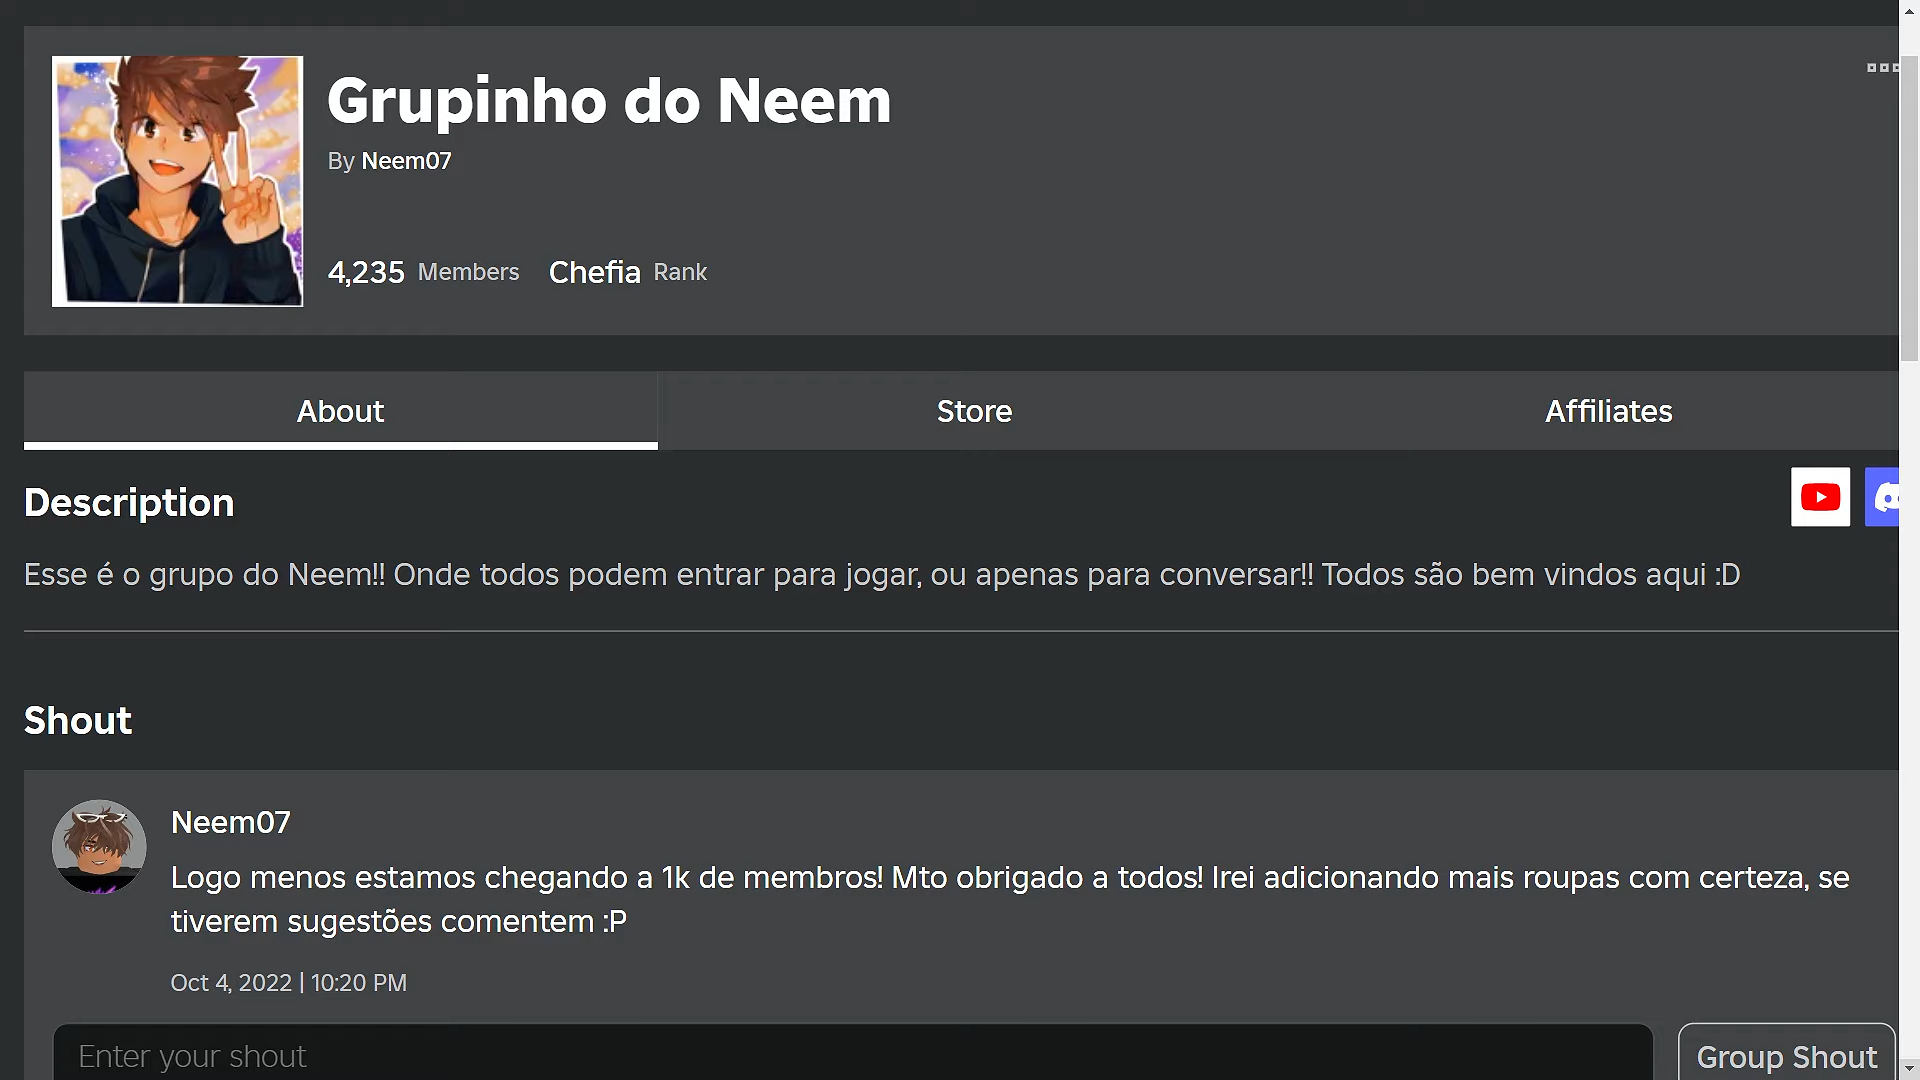 Grupinho do Neem
By Neem07
4,235 Members Chefia Rank
About Store Affiliates
Description
Esse é o grupo do Neem!! Onde todos podem entrar para jogar, ou apenas para conversar!! Todos são bem vindos aqui :D
Shout
Neem07
Logo menos estamos chegando a 1k de membros! Mto obrigado a todos! Irei adicionando mais roupas com certeza, se
tiverem sugestões comentem :P
Oct 4, 2022 | 10:20 PM
Enter your shout
Group Shout